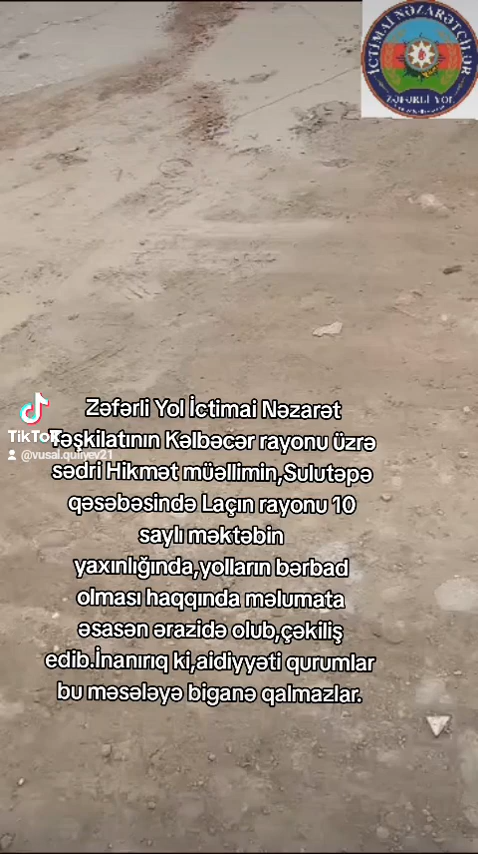 İCTİMAİ NƏZARƏTÇİLƏR
ZƏFƏRLİ YOL
Zəfərli Yol İctimai Nəzarət
TikTok
Təşkilatının Kəlbəcər rayonu üzrə
@vusal.quliyev21
sədri Hikmət müəllimin,Sulutəpə
qəsəbəsində Laçın rayonu 10
saylı məktəbin
yaxınlığında,yolların bərbad
olması haqqında məlumata
əsasən ərazidə olub,çəkiliş
edib.İnanırıq ki,aidiyyəti qurumlar
bu məsələyə biganə qalmazlar.